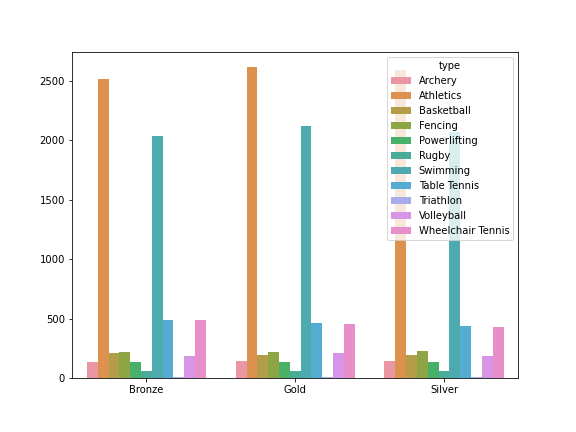 type
Archery
Athletics
Basketball
Fencing
Powerlifting
Rugby
Swimming
Table Tennis
Triathlon
Volleyball
Wheelchair Tennis
2500
2000
1500
1000
500
0
Bronze Gold Silver